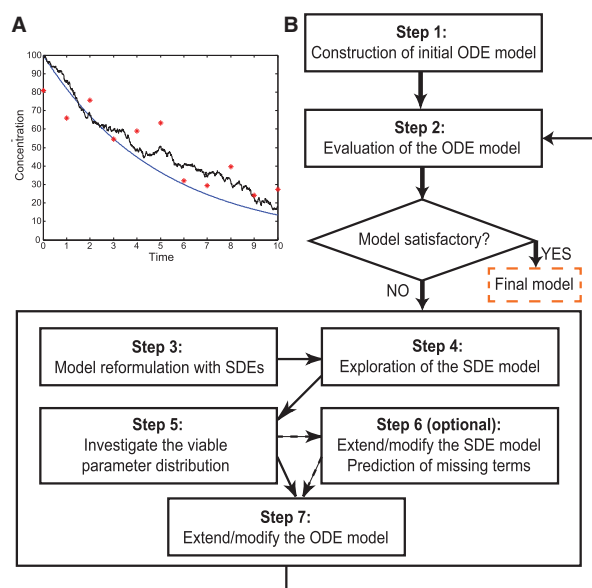 A
B
100
90
80
70
60
50
40
30
20
10
0
Concentration
0 1 2 3 4 5 6 7 8 9 10
Time
Step 1:
Construction of initial ODE model
Step 2:
Evaluation of the ODE model
Model satisfactory?
YES
Final model
NO
Step 3:
Model reformulation with SDEs
Step 4:
Exploration of the SDE model
Step 5:
Investigate the viable
parameter distribution
Step 6 (optional):
Extend/modify the SDE model
Prediction of missing terms
Step 7:
Extend/modify the ODE model